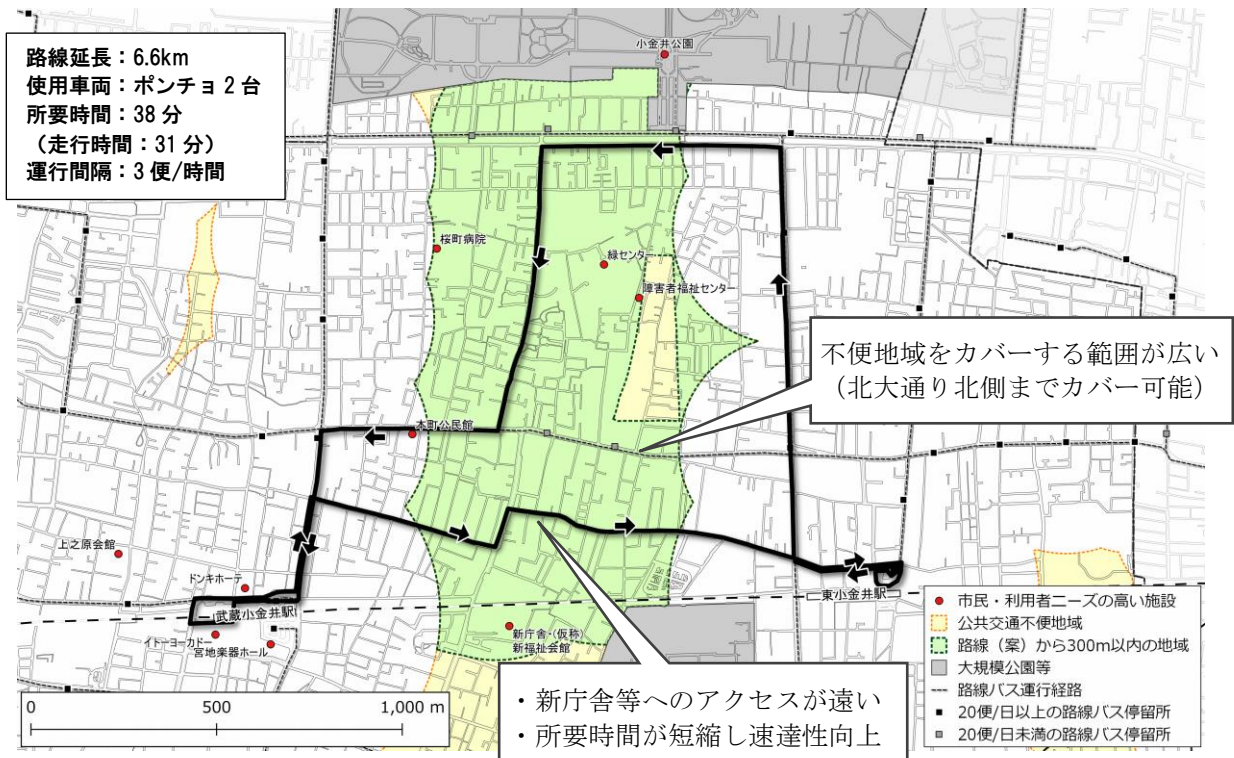 路線延長：6.6km
使用車両：ポンチョ 2 台
所要時間：38 分
（走行時間：31 分）
運行間隔：3 便/時間
小金井公園
桜町病院
緑センター
障害者福祉センター
不便地域をカバーする範囲が広い
（北大通り北側までカバー可能）
本町公民館
上之原会館
ドンキホーテ
武蔵小金井駅
イトーヨーカドー
宮地楽器ホール
新庁舎・(仮称)
新福祉会館
東小金井駅
・新庁舎等へのアクセスが遠い
・所要時間が短縮し速達性向上
0 500 1,000 m
市民・利用者ニーズの高い施設
公共交通不便地域
路線（案）から300m以内の地域
大規模公園等
路線バス運行経路
20便/日以上の路線バス停留所
20便/日未満の路線バス停留所